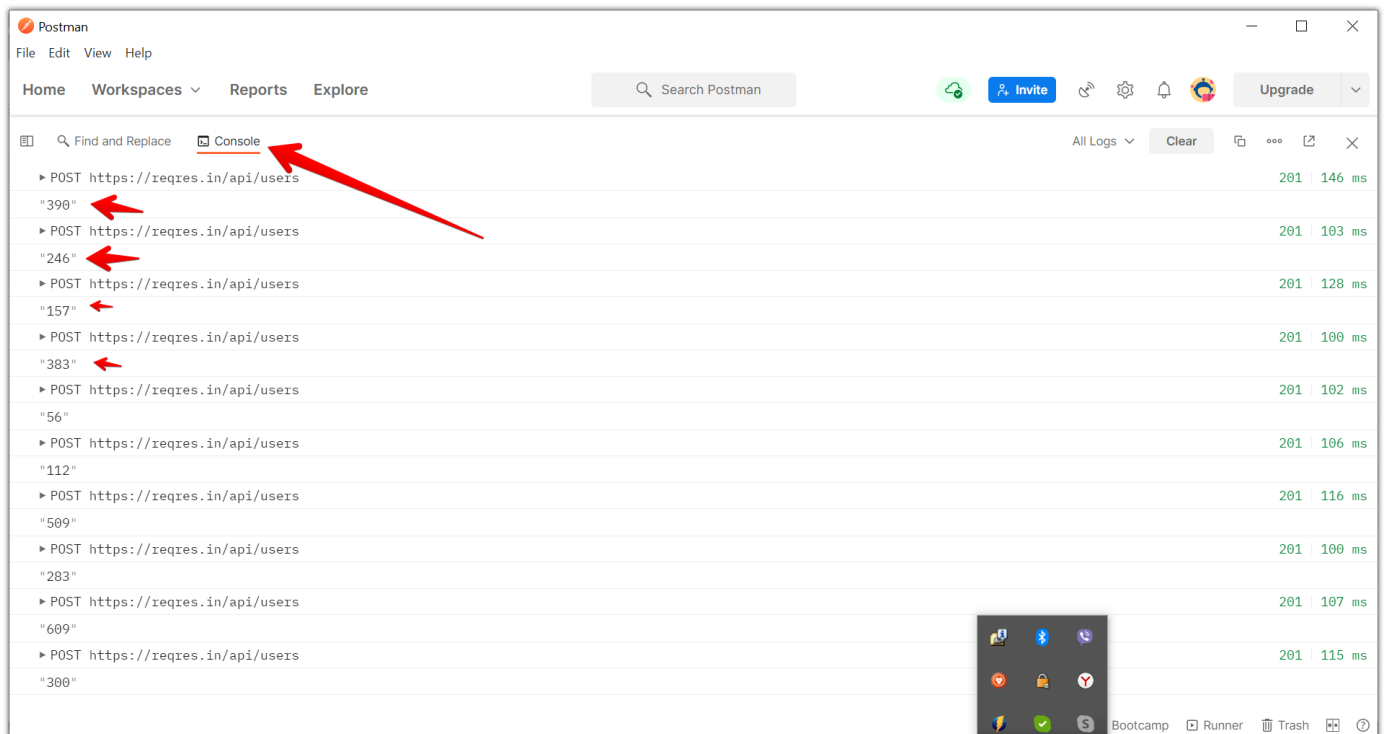 Postman
File Edit View Help
Home Workspaces Reports Explore Search Postman Invite Upgrade
Find and Replace Console All Logs Clear
POST https://reqres.in/api/users 201 146 ms
"390"
POST https://reqres.in/api/users 201 103 ms
"246"
POST https://reqres.in/api/users 201 128 ms
"157"
POST https://reqres.in/api/users 201 100 ms
"383"
POST https://reqres.in/api/users 201 102 ms
"56"
POST https://reqres.in/api/users 201 106 ms
"112"
POST https://reqres.in/api/users 201 116 ms
"509"
POST https://reqres.in/api/users 201 100 ms
"283"
POST https://reqres.in/api/users 201 107 ms
"609"
POST https://reqres.in/api/users 201 115 ms
"300"
Bootcamp Runner Trash